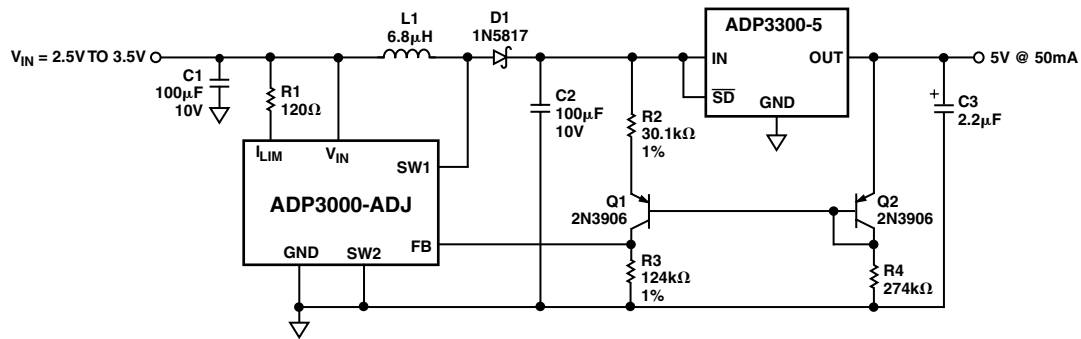 V_IN = 2.5V TO 3.5V
C1
100μF
10V
R1
120Ω
L1
6.8μH
D1
1N5817
C2
100μF
10V
R2
30.1kΩ
1%
ADP3300-5
IN
OUT
SD
GND
5V @ 50mA
+
C3
2.2μF
I_LIM
V_IN
SW1
ADP3000-ADJ
GND
SW2
FB
Q1
2N3906
Q2
2N3906
R3
124kΩ
1%
R4
274kΩ